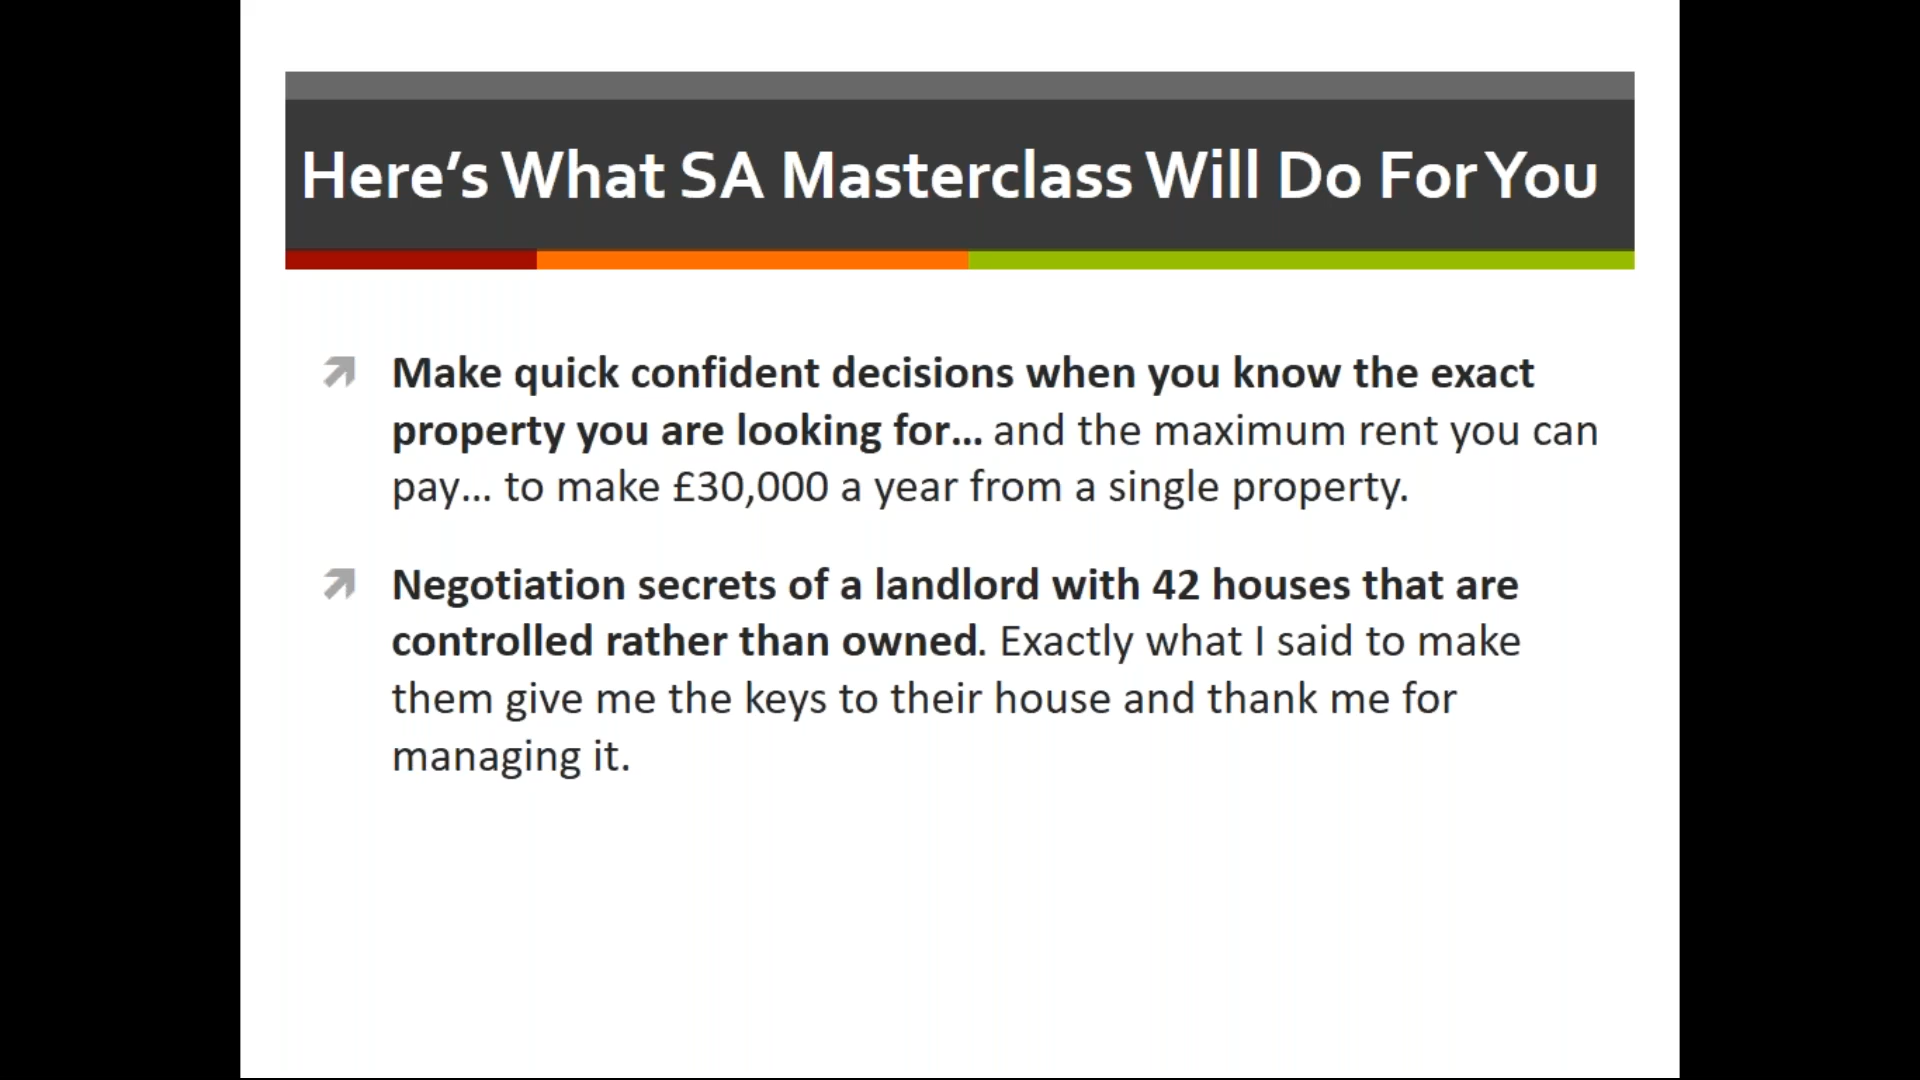 Here’s What SA Masterclass Will Do For You
Make quick confident decisions when you know the exact
property you are looking for... and the maximum rent you can
pay... to make £30,000 a year from a single property.
Negotiation secrets of a landlord with 42 houses that are
controlled rather than owned. Exactly what I said to make
them give me the keys to their house and thank me for
managing it.